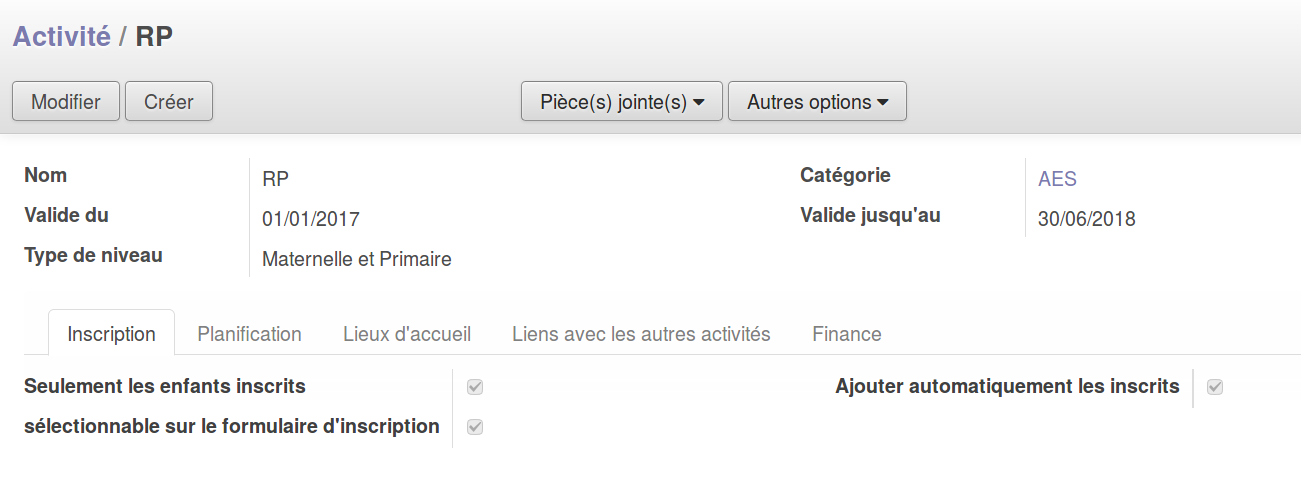 Activité / RP
Modifier Créer Pièce(s) jointe(s) Autres options
Nom RP Catégorie AES
Valide du 01/01/2017 Valide jusqu'au 30/06/2018
Type de niveau Maternelle et Primaire
Inscription Planification Lieux d'accueil Liens avec les autres activités Finance
Seulement les enfants inscrits Ajouter automatiquement les inscrits
sélectionnable sur le formulaire d'inscription